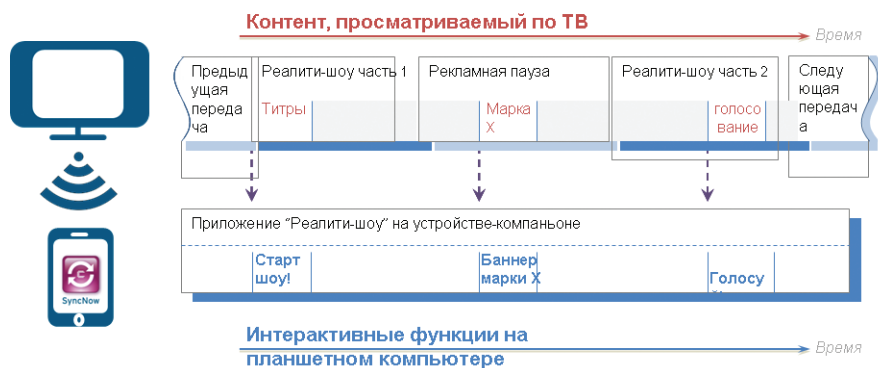 Контент, просматриваемый по ТВ
Время
Предыд
ущая
переда
ча
Реалити-шоу часть 1
Титры
Рекламная пауза
Марка
X
Реалити-шоу часть 2
голосо
вание
Следу
ющая
передач
а
Приложение “Реалити-шоу” на устройстве-компаньоне
Старт
шоу!
Баннер
марки X
Голосу
SyncNow
Интерактивные функции на
планшетном компьютере
Время